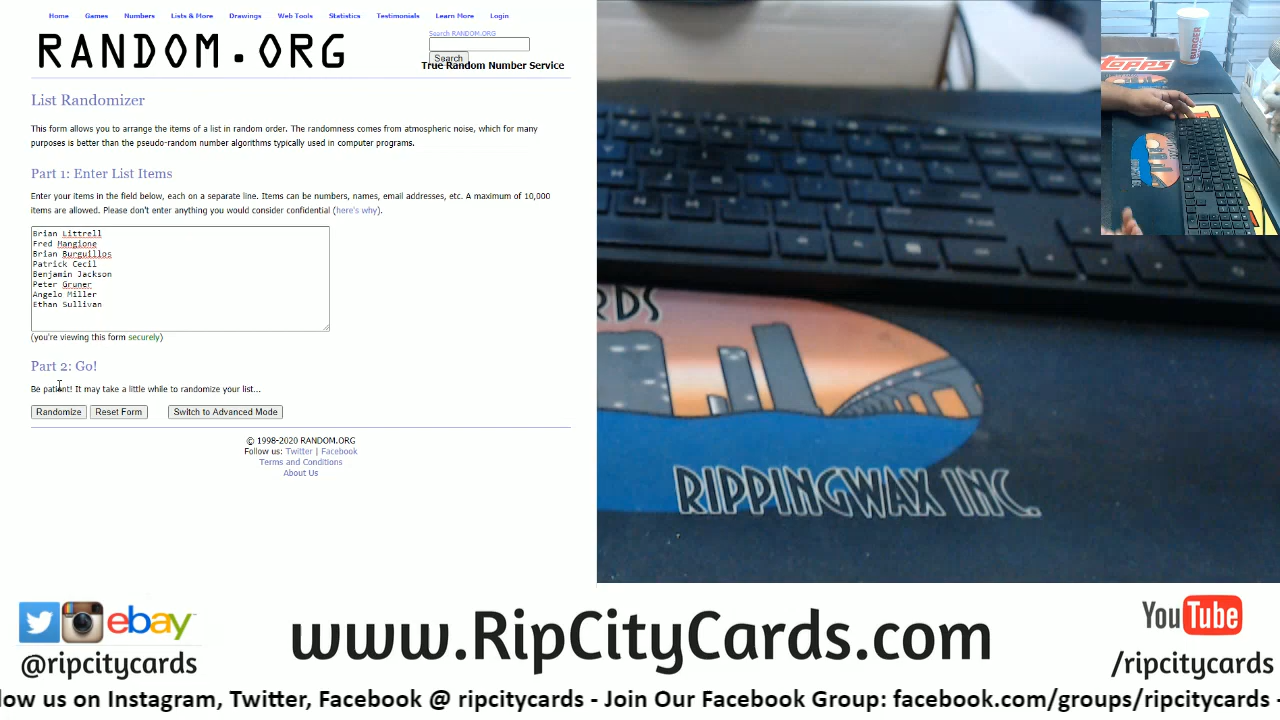 Home Games Numbers Lists & More Drawings Web Tools Statistics Testimonials Learn More Login
RANDOM.ORG
Search RANDOM.ORG
Search
True Random Number Service
List Randomizer
This form allows you to arrange the items of a list in random order. The randomness comes from atmospheric noise, which for many
purposes is better than the pseudo-random number algorithms typically used in computer programs.
Part 1: Enter List Items
Enter your items in the field below, each on a separate line. Items can be numbers, names, email addresses, etc. A maximum of 10,000
items are allowed. Please don't enter anything you would consider confidential (here's why).
Brian Littrell
Fred Mangione
Brian Burguillos
Patrick Cecil
Benjamin Jackson
Peter Gruner
Angelo Miller
Ethan Sullivan
(you're viewing this form securely)
Part 2: Go!
Be patient! It may take a little while to randomize your list...
Randomize Reset Form Switch to Advanced Mode
© 1998-2020 RANDOM.ORG
Follow us: Twitter | Facebook
Terms and Conditions
About Us
RDS
RIPPINGWAX INC.
topps
BURGER
ebay™
@ripcitycards
www.RipCityCards.com
YouTube
/ripcitycards
low us on Instagram, Twitter, Facebook @ ripcitycards - Join Our Facebook Group: facebook.com/groups/ripcitycards -